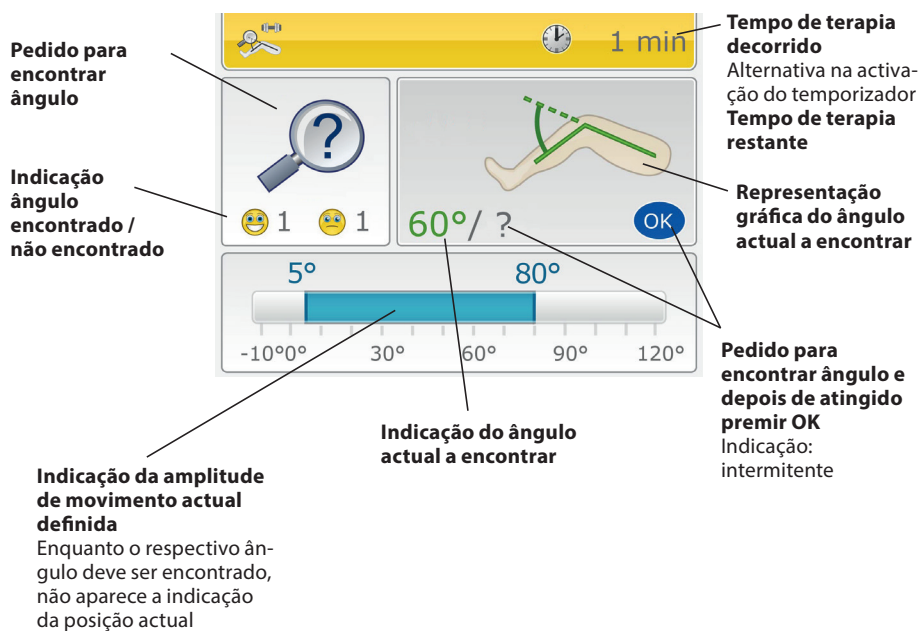 Pedido para
encontrar
ângulo
1 min
Tempo de terapia
decorrido
Alternativa na activa-
ção do temporizador
Tempo de terapia
restante
?
Indicação
ângulo
encontrado /
não encontrado
1 1
60°/ ?
OK
Representação
gráfica do ângulo
actual a encontrar
5° 80°
-10°0° 30° 60° 90° 120°
Pedido para
encontrar ângulo e
depois de atingido
premir OK
Indicação:
intermitente
Indicação do ângulo
actual a encontrar
Indicação da amplitude
de movimento actual
definida
Enquanto o respectivo ân-
gulo deve ser encontrado,
não aparece a indicação
da posição actual